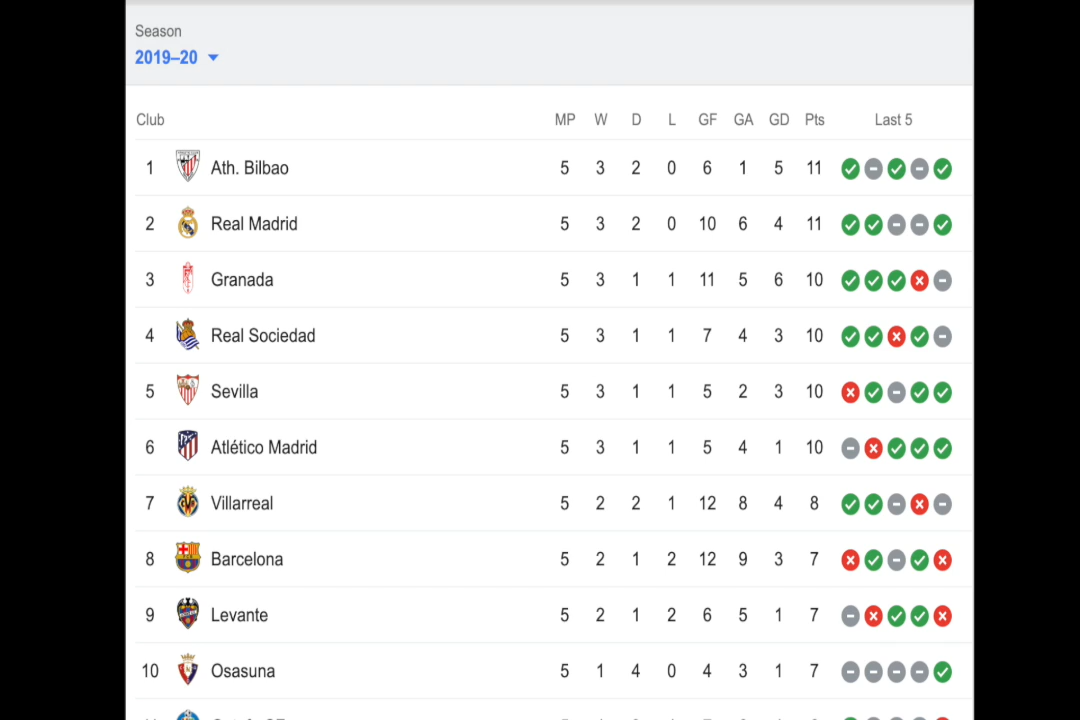 Season
2019–20
Club MP W D L GF GA GD Pts Last 5
1 Ath. Bilbao 5 3 2 0 6 1 5 11
2 Real Madrid 5 3 2 0 10 6 4 11
3 Granada 5 3 1 1 11 5 6 10
4 Real Sociedad 5 3 1 1 7 4 3 10
5 Sevilla 5 3 1 1 5 2 3 10
6 Atlético Madrid 5 3 1 1 5 4 1 10
7 Villarreal 5 2 2 1 12 8 4 8
8 Barcelona 5 2 1 2 12 9 3 7
9 Levante 5 2 1 2 6 5 1 7
10 Osasuna 5 1 4 0 4 3 1 7